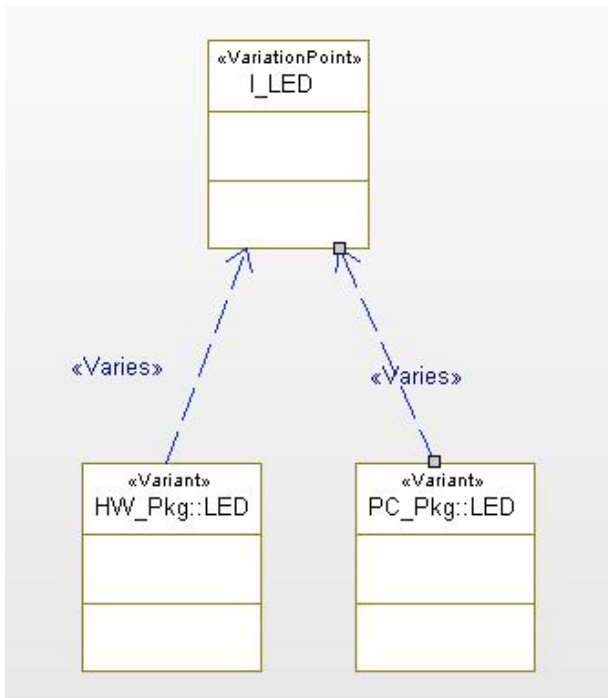 «VariationPoint»
I_LED
«Varies»
«Varies»
«Variant»
HW_Pkg::LED
«Variant»
PC_Pkg::LED